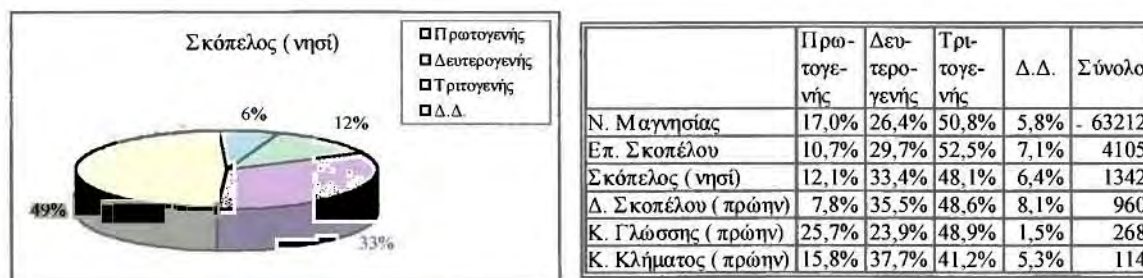 Σκόπελος ( νησί)
Πρωτογενής
Δευτερογενής
Τριτογενής
Δ.Δ.
6%
12%
49%
33%
Πρω-τογε-νής Δευ-τερο-γενής Τρι-τογε-νής Δ.Δ. Σύνολο
Ν. Μαγνησίας 17,0% 26,4% 50,8% 5,8% - 63212
Επ. Σκοπέλου 10,7% 29,7% 52,5% 7,1% 4105
Σκόπελος ( νησί) 12,1% 33,4% 48,1% 6,4% 1342
Δ. Σκοπέλου ( πρώην) 7,8% 35,5% 48,6% 8,1% 960
Κ. Γλώσσης ( πρώην) 25,7% 23,9% 48,9% 1,5% 268
Κ. Κλήματος ( πρώην) 15,8% 37,7% 41,2% 5,3% 114